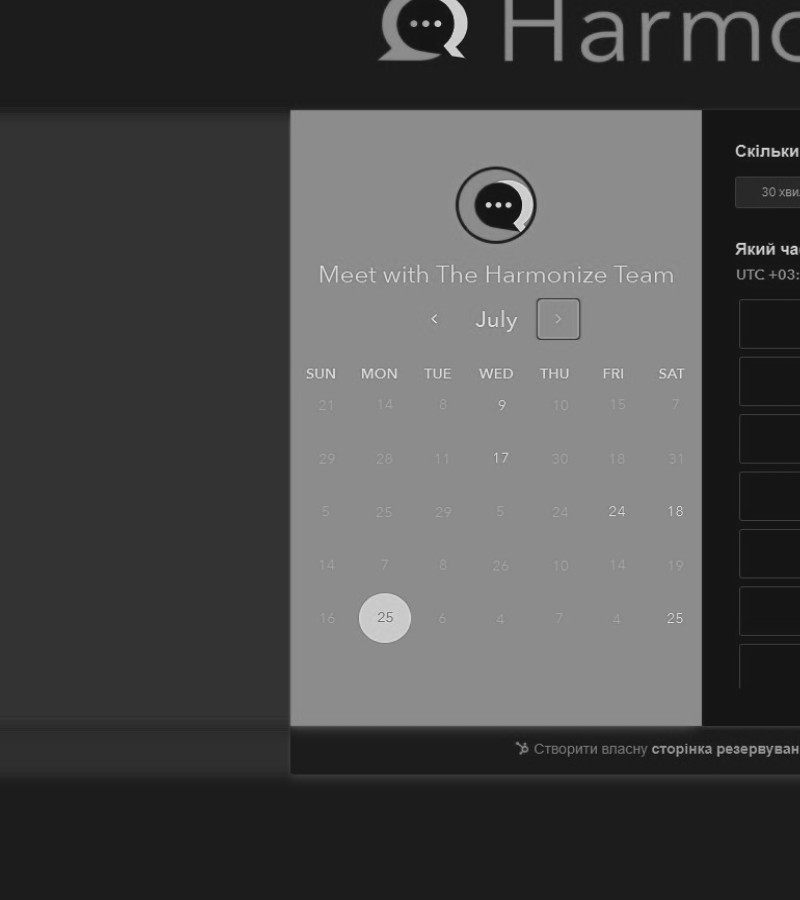 Harmo
Meet with The Harmonize Team
‹ July ›
SUN MON TUE WED THU FRI SAT
21 14 8 9 10 15 7
29 28 11 17 30 18 31
5 25 29 5 24 24 18
14 7 8 26 10 14 19
16 25 6 4 7 4 25
Скільки
30 хви
Який ча
UTC +03:
Створити власну сторінка резервуван